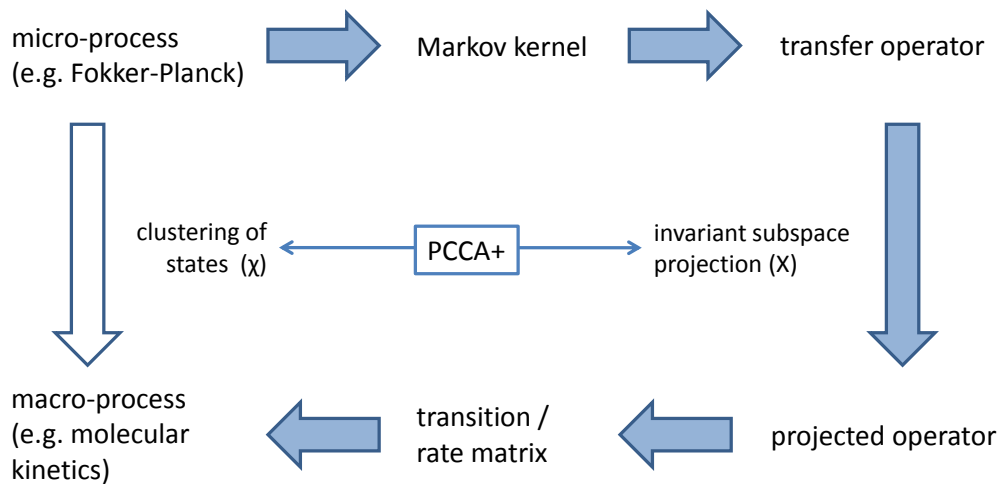 micro-process
(e.g. Fokker-Planck)
Markov kernel
transfer operator
clustering of
states (χ)
PCCA+
invariant subspace
projection (X)
macro-process
(e.g. molecular
kinetics)
transition /
rate matrix
projected operator